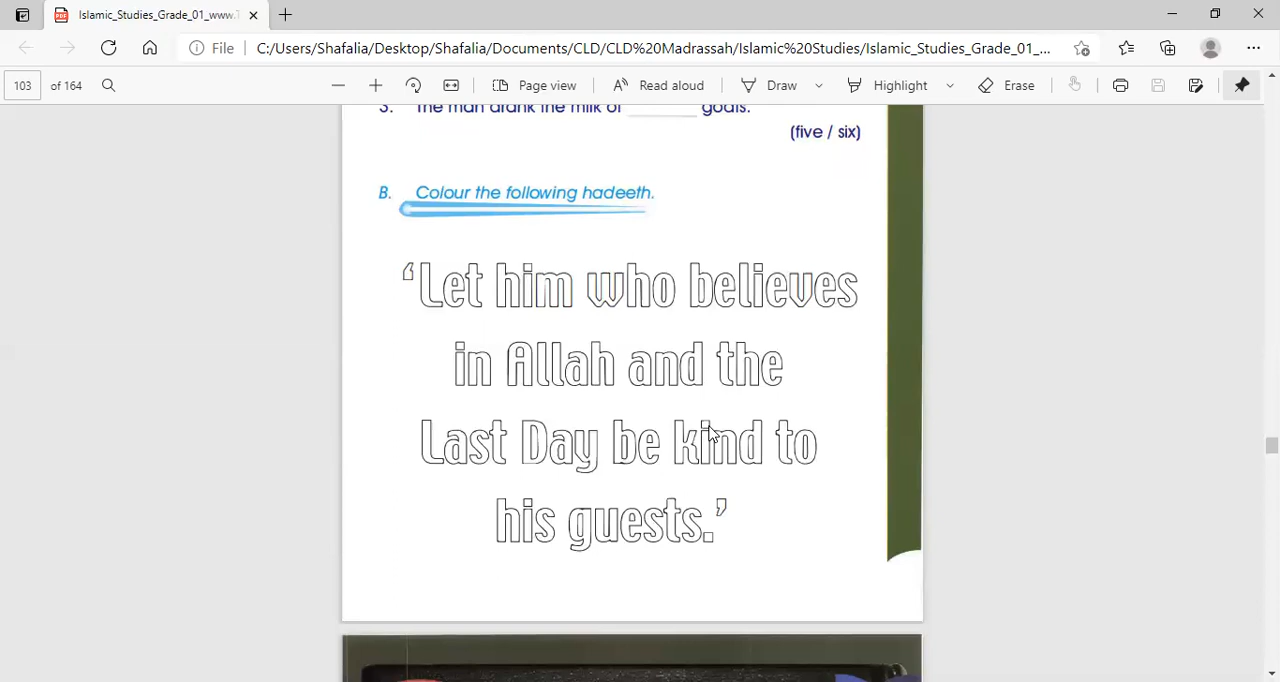 Islamic_Studies_Grade_01_www.
File C:/Users/Shafalia/Desktop/Shafalia/Documents/CLD/CLD%20Madrassah/Islamic%20Studies/Islamic_Studies_Grade_01_...
103 of 164 Page view Read aloud Draw Highlight Erase
3. The man drank the milk of _______ goats.
(five / six)
B. Colour the following hadeeth.
‘Let him who believes
in Allah and the
Last Day be kind to
his guests.’